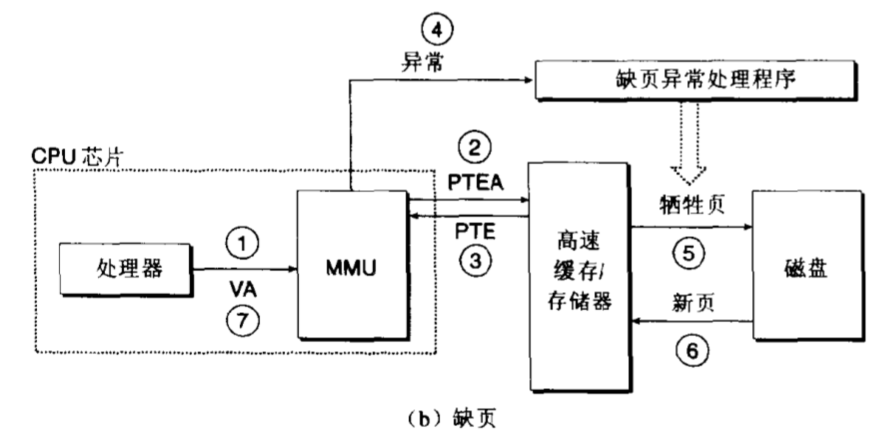 ④
异常
缺页异常处理程序
CPU 芯片
②
PTEA
PTE
③
①
处理器
VA
⑦
MMU
高速
缓存/
存储器
牺牲页
⑤
新页
⑥
磁盘
(b) 缺页